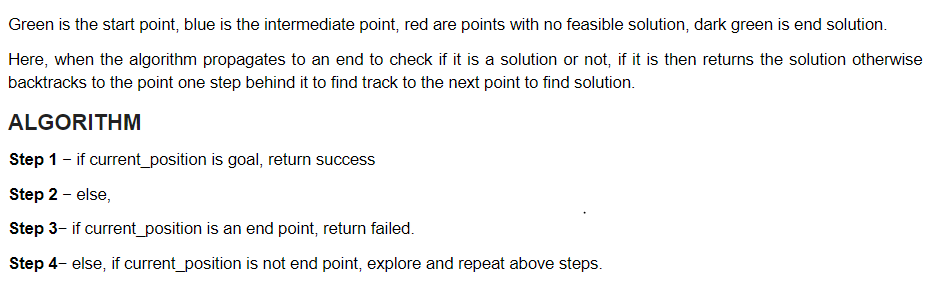 Green is the start point, blue is the intermediate point, red are points with no feasible solution, dark green is end solution.
Here, when the algorithm propagates to an end to check if it is a solution or not, if it is then returns the solution otherwise
backtracks to the point one step behind it to find track to the next point to find solution.
ALGORITHM
Step 1 – if current_position is goal, return success
Step 2 – else,
Step 3– if current_position is an end point, return failed.
Step 4– else, if current_position is not end point, explore and repeat above steps.